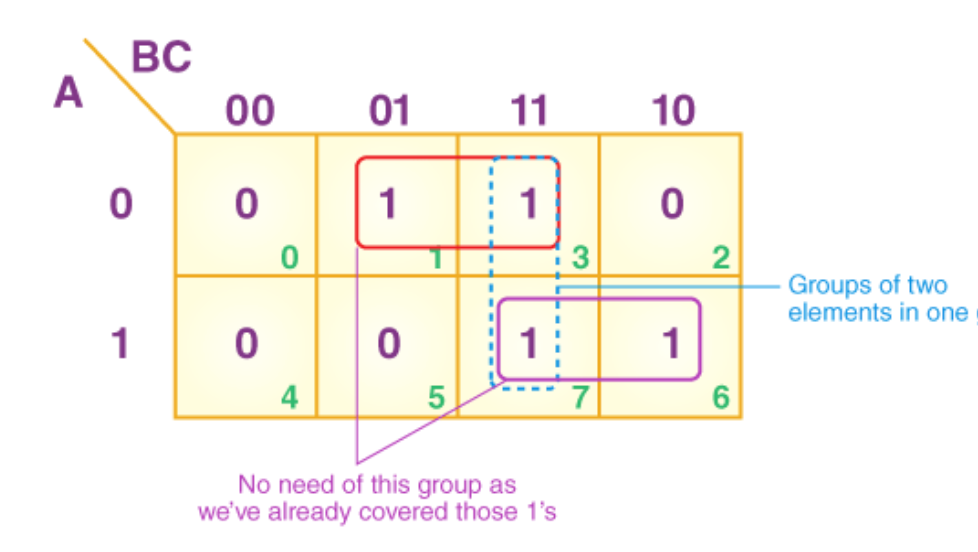 BC
A
00 01 11 10
0 0 1 1 0
0 1 3 2
Groups of two
elements in one
1 0 0 1 1
4 5 7 6
No need of this group as
we've already covered those 1's